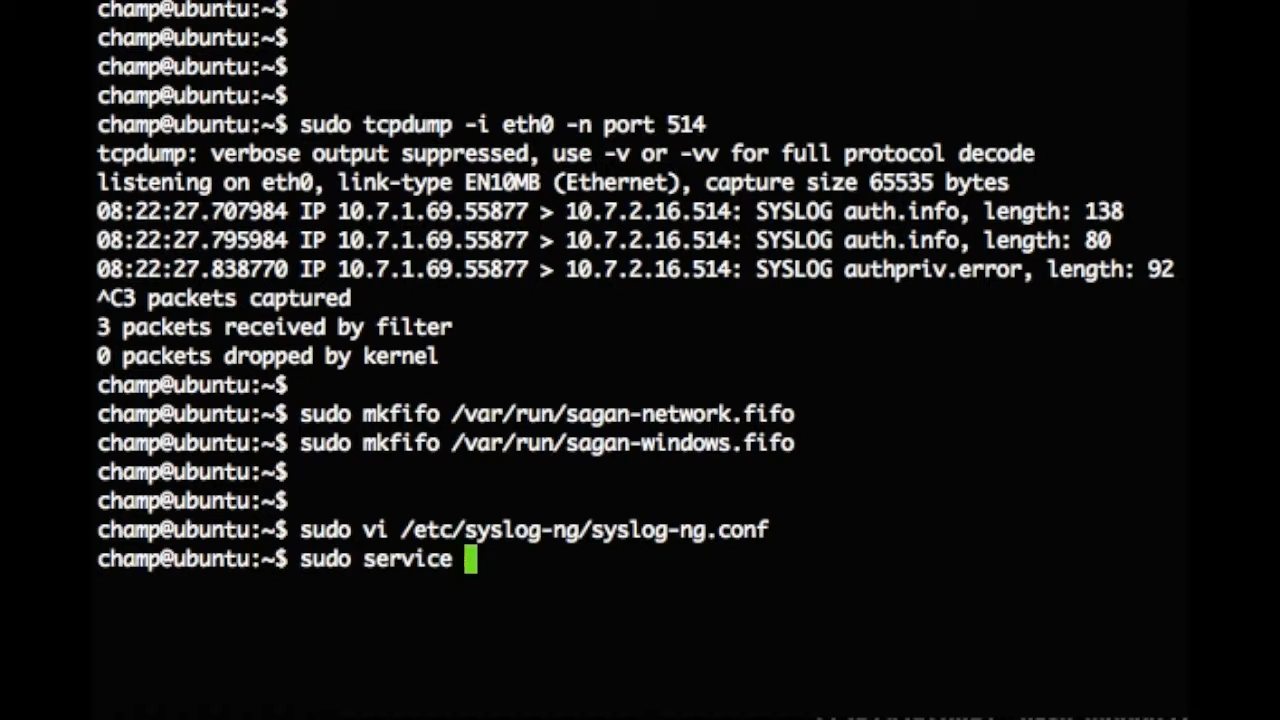 champ@ubuntu:~$
champ@ubuntu:~$
champ@ubuntu:~$
champ@ubuntu:~$
champ@ubuntu:~$ sudo tcpdump -i eth0 -n port 514
tcpdump: verbose output suppressed, use -v or -vv for full protocol decode
listening on eth0, link-type EN10MB (Ethernet), capture size 65535 bytes
08:22:27.707984 IP 10.7.1.69.55877 > 10.7.2.16.514: SYSLOG auth.info, length: 138
08:22:27.795984 IP 10.7.1.69.55877 > 10.7.2.16.514: SYSLOG auth.info, length: 80
08:22:27.838770 IP 10.7.1.69.55877 > 10.7.2.16.514: SYSLOG authpriv.error, length: 92
^C3 packets captured
3 packets received by filter
0 packets dropped by kernel
champ@ubuntu:~$
champ@ubuntu:~$ sudo mkfifo /var/run/sagan-network.fifo
champ@ubuntu:~$ sudo mkfifo /var/run/sagan-windows.fifo
champ@ubuntu:~$
champ@ubuntu:~$
champ@ubuntu:~$ sudo vi /etc/syslog-ng/syslog-ng.conf
champ@ubuntu:~$ sudo service